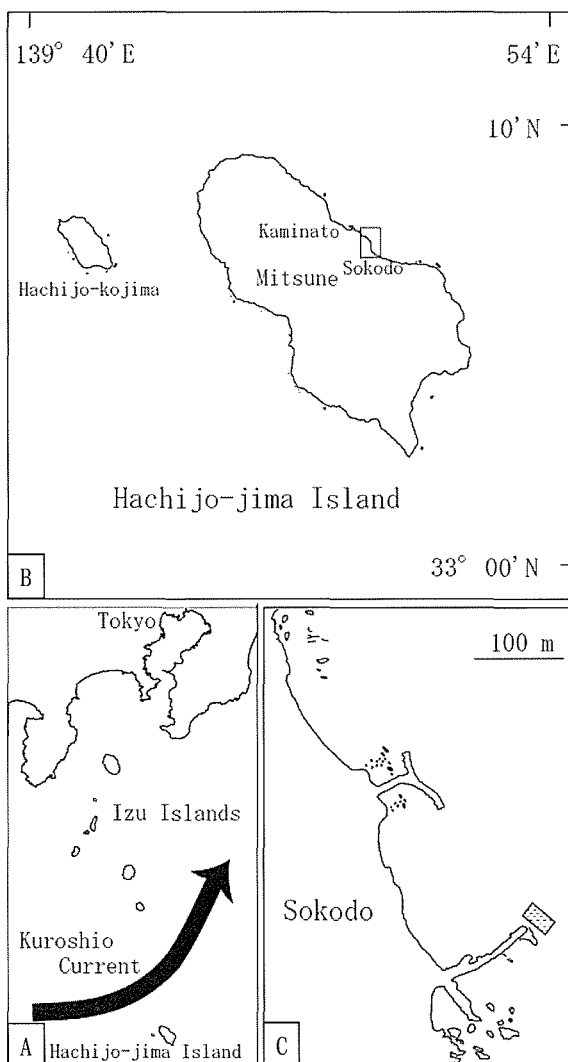 139° 40'E 54'E
10'N
Kaminato
Sokodo
Mitsune
Hachijo-kojima
Hachijo-jima Island
33° 00'N
B
Tokyo
Izu Islands
Kuroshio
Current
Hachijo-jima Island
A
100 m
Sokodo
C